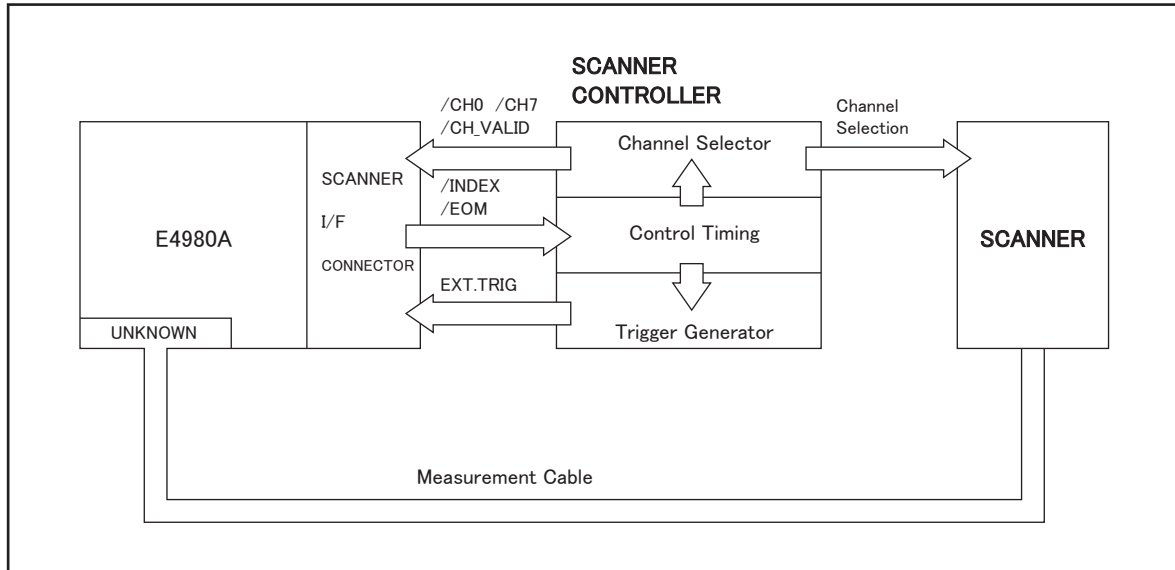 SCANNER
CONTROLLER
/CH0 /CH7
/CH_VALID
Channel
Selection
Channel Selector
SCANNER
I/F
CONNECTOR
/INDEX
/EOM
E4980A
Control Timing
SCANNER
EXT.TRIG
UNKNOWN
Trigger Generator
Measurement Cable